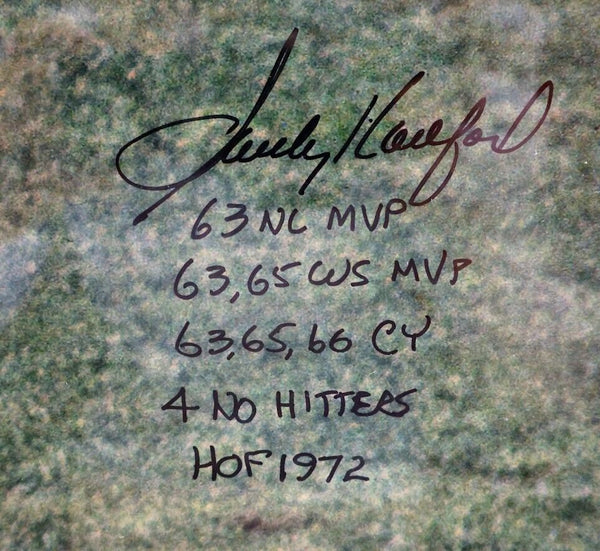 Sandy Koufax
63 NL MVP
63,65 WS MVP
63,65,66 CY
4 NO HITTERS
HOF 1972